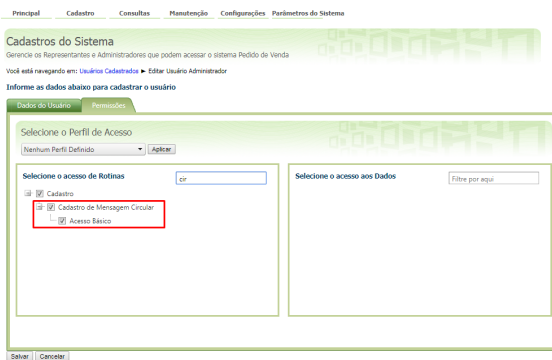 Principal Cadastro Consultas Manutenção Configurações Parâmetros do Sistema
Cadastros do Sistema
Gerencie os Representantes e Administradores que podem acessar o sistema Pedido de Venda
Você está navegando em: Usuários Cadastrados ► Editar Usuário Administrador
Informe as dados abaixo para cadastrar o usuário
Dados do Usuário Permissões
Selecione o Perfil de Acesso
Nenhum Perfil Definido Aplicar
Selecione o acesso de Rotinas cir Selecione o acesso aos Dados Filtre por aqui
Cadastro
Cadastro de Mensagem Circular
Acesso Básico
Salvar Cancelar